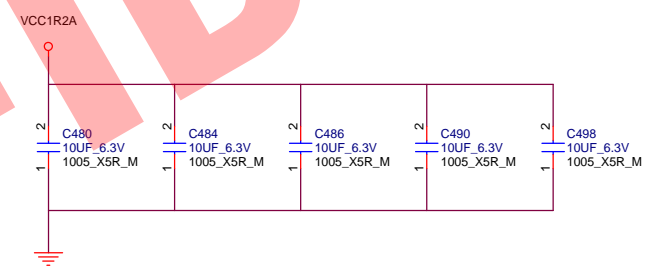 VCC1R2A
2
C480
10UF_6.3V
1
1005_X5R_M
2
C484
10UF_6.3V
1
1005_X5R_M
2
C486
10UF_6.3V
1
1005_X5R_M
2
C490
10UF_6.3V
1
1005_X5R_M
2
C498
10UF_6.3V
1
1005_X5R_M